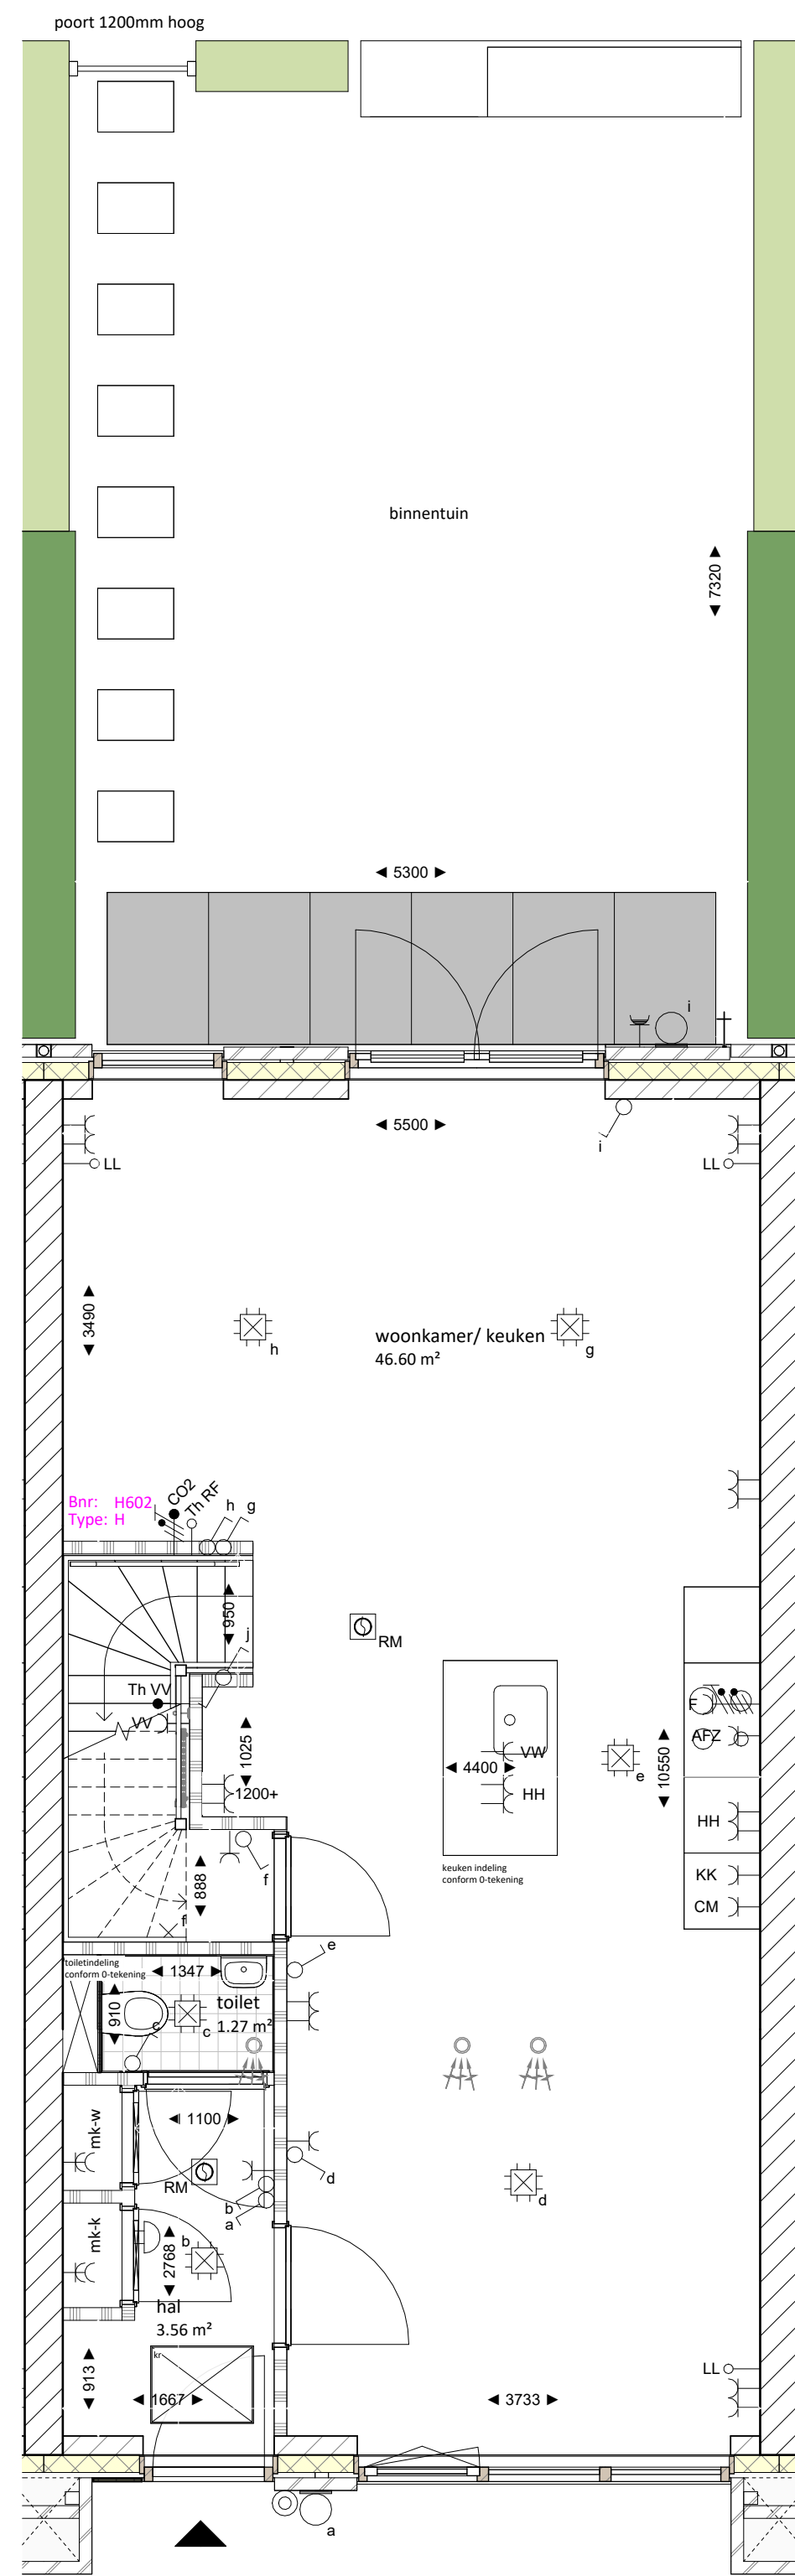 poort 1200mm hoog
binnentuin
7320
5300
i
5500
i
LL
LL
3490
woonkamer/ keuken
46.60 m²
h
g
Bnr: H602
Type: H
CO2
Th RF
h
g
950
j
RM
Th VV
VV
1025
1200+
F
AFZ
VW
4400
HH
e
10550
HH
keuken indeling
conform 0-tekening
KK
CM
888
f
f
e
toiletindeling
conform 0-tekening
1347
910
toilet
1.27 m²
c
c
mk-w
1100
RM
d
b
a
d
mk-k
b
2768
hal
3.56 m²
kr
913
1667
3733
LL
a